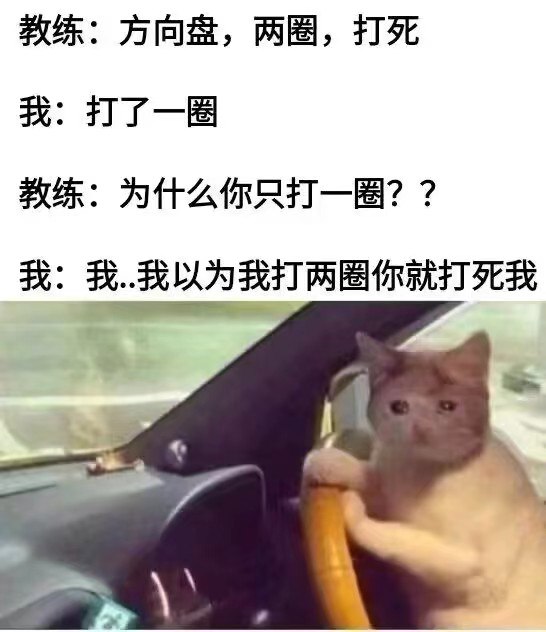 教练：方向盘，两圈，打死
我：打了一圈
教练：为什么你只打一圈？？
我：我..我以为我打两圈你就打死我